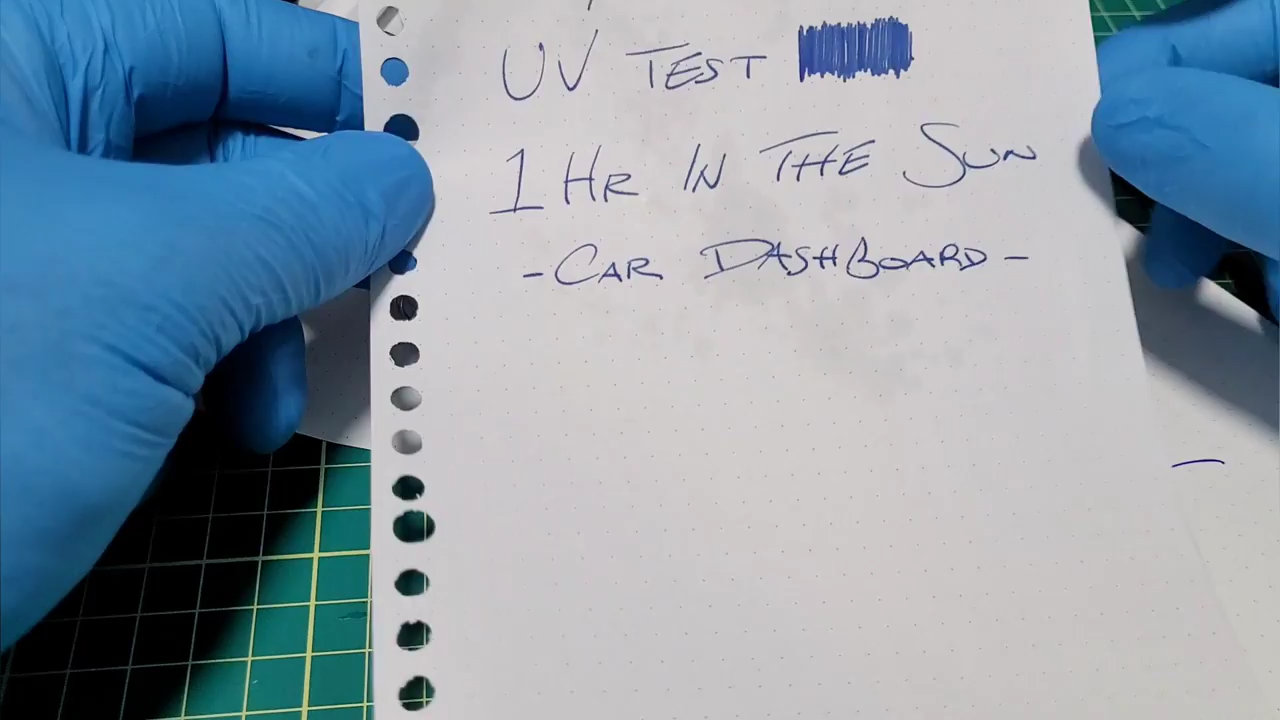 UV TEST
1 HR IN THE SUN
- CAR DASHBOARD -